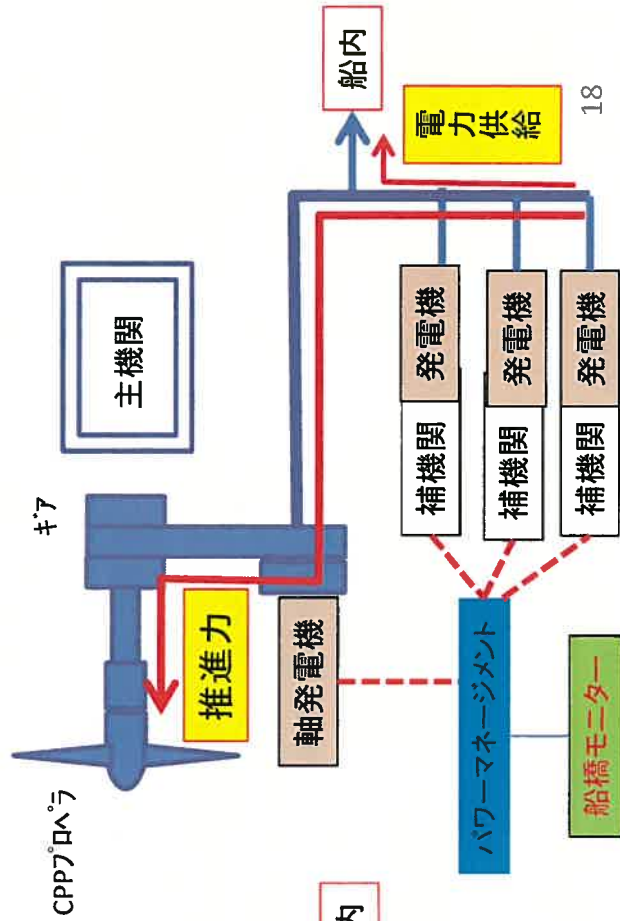 CPPプロペラ
ギア
主機関
推進力
軸発電機
船内
電力
供給
補機関
発電機
補機関
発電機
補機関
発電機
パワーマネージメント
船橋モニター
内
18